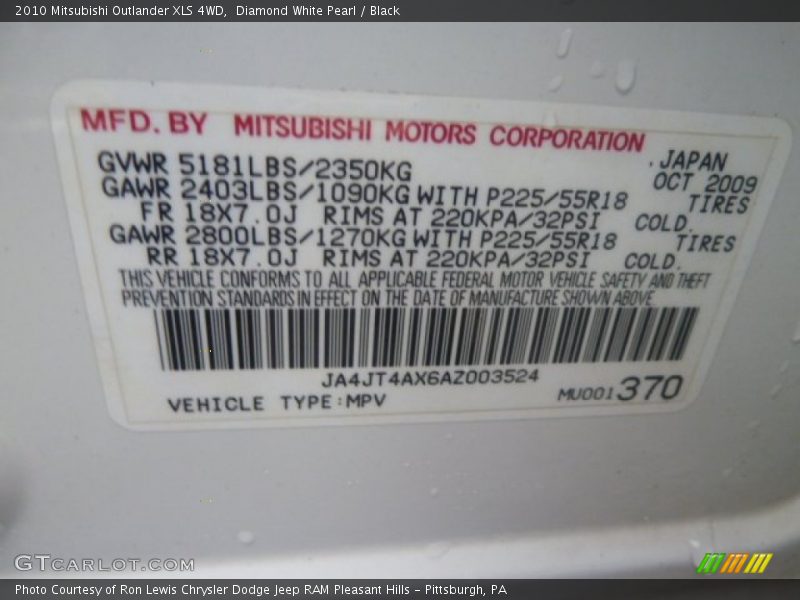 2010 Mitsubishi Outlander XLS 4WD,  Diamond White Pearl / Black
MFD. BY MITSUBISHI MOTORS CORPORATION
GVWR 5181LBS/2350KG .JAPAN
OCT 2009
GAWR 2403LBS/1090KG WITH P225/55R18 TIRES
FR 18X7.0J RIMS AT 220KPA/32PSI COLD.
GAWR 2800LBS/1270KG WITH P225/55R18 TIRES
RR 18X7.0J RIMS AT 220KPA/32PSI COLD.
THIS VEHICLE CONFORMS TO ALL APPLICABLE FEDERAL MOTOR VEHICLE SAFETY AND THEFT
PREVENTION STANDARDS IN EFFECT ON THE DATE OF MANUFACTURE SHOWN ABOVE.
JA4JT4AX6AZ003524
VEHICLE TYPE:MPV MU001370
GTCARLOT.COM
Photo Courtesy of Ron Lewis Chrysler Dodge Jeep RAM Pleasant Hills - Pittsburgh, PA